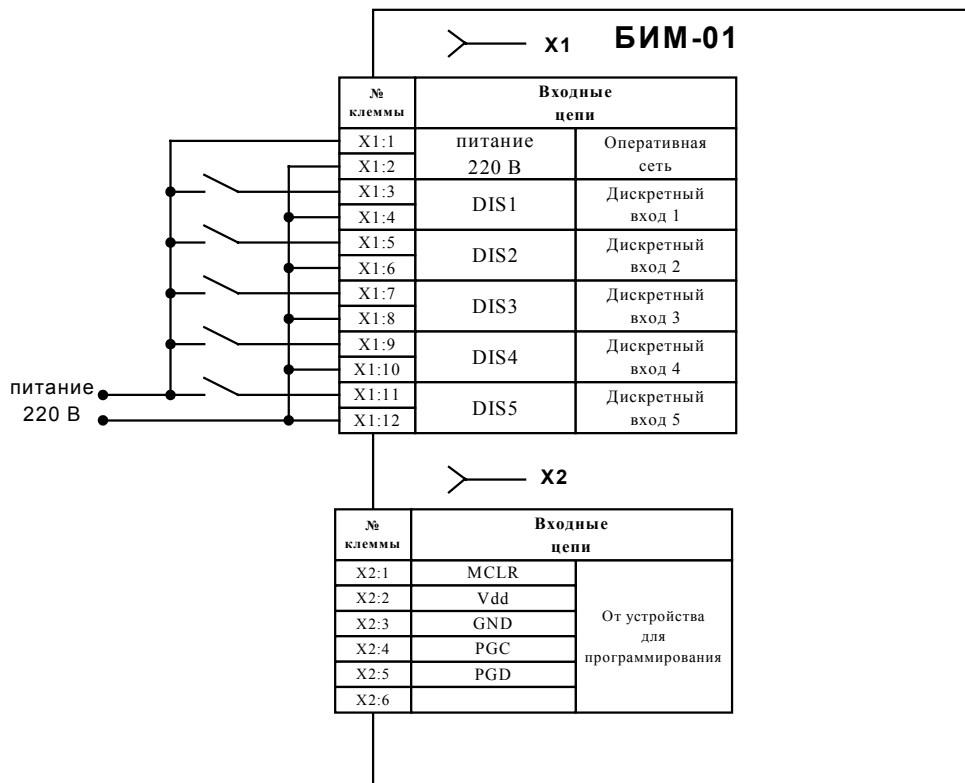 X1 БИМ-01
№ клеммы
Входные цепи
X1:1
питание 220 В
Оперативная сеть
X1:2
X1:3
DIS1
Дискретный вход 1
X1:4
X1:5
DIS2
Дискретный вход 2
X1:6
X1:7
DIS3
Дискретный вход 3
X1:8
X1:9
DIS4
Дискретный вход 4
X1:10
X1:11
DIS5
Дискретный вход 5
X1:12
питание
220 В
X2
№ клеммы
Входные цепи
X2:1 MCLR
X2:2 Vdd
X2:3 GND
X2:4 PGC
X2:5 PGD
X2:6
От устройства
для
программирования